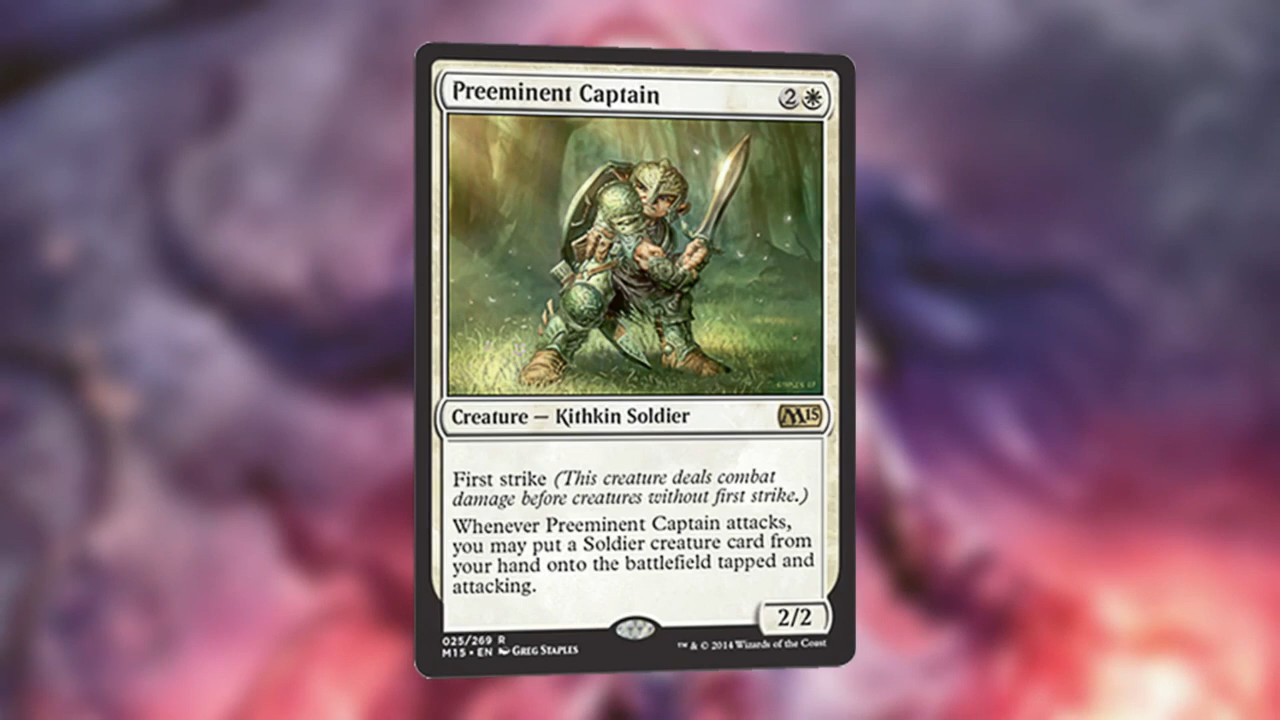 Preeminent Captain 2
Creature — Kithkin Soldier M15
First strike (This creature deals combat
damage before creatures without first strike.)
Whenever Preeminent Captain attacks,
you may put a Soldier creature card from
your hand onto the battlefield tapped and
attacking.
2/2
025/269 R
M15 • EN GREG STAPLES
™ & © 2014 Wizards of the Coast